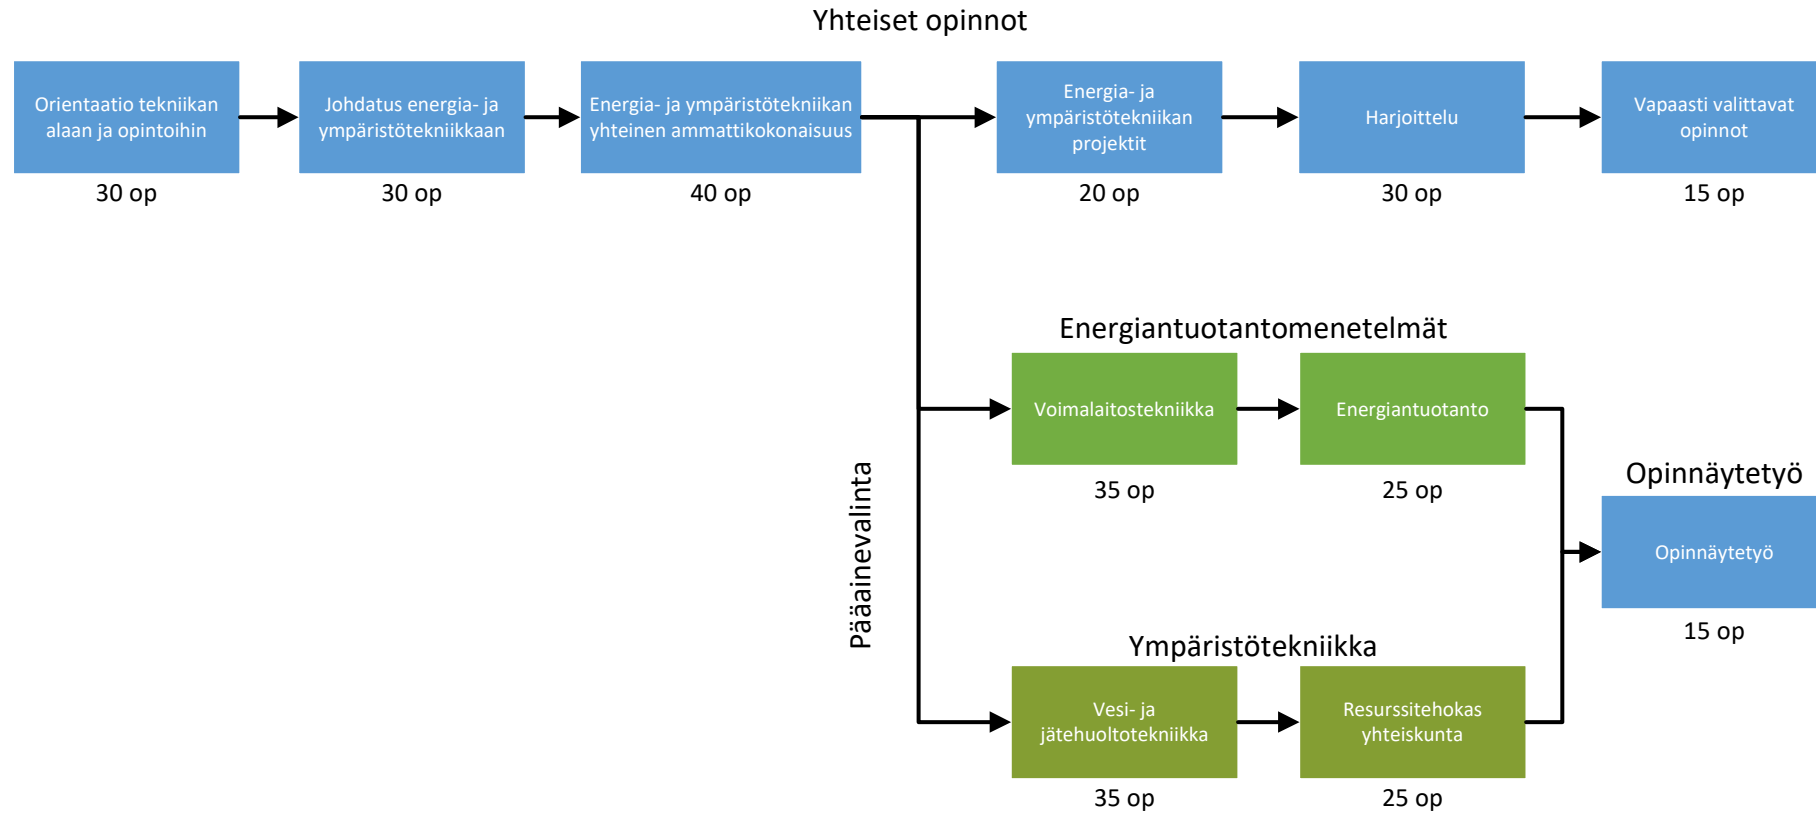 Yhteiset opinnot
Orientaatio tekniikan
alaan ja opintoihin
30 op
Johdatus energia- ja
ympäristötekniikkaan
30 op
Energia- ja ympäristötekniikan
yhteinen ammattikokonaisuus
40 op
Energia- ja
ympäristötekniikan
projektit
20 op
Harjoittelu
30 op
Vapaasti valittavat
opinnot
15 op
Pääainevalinta
Energiantuotantomenetelmät
Voimalaitostekniikka
35 op
Energiantuotanto
25 op
Ympäristötekniikka
Vesi- ja
jätehuoltotekniikka
35 op
Resurssitehokas
yhteiskunta
25 op
Opinnäytetyö
Opinnäytetyö
15 op